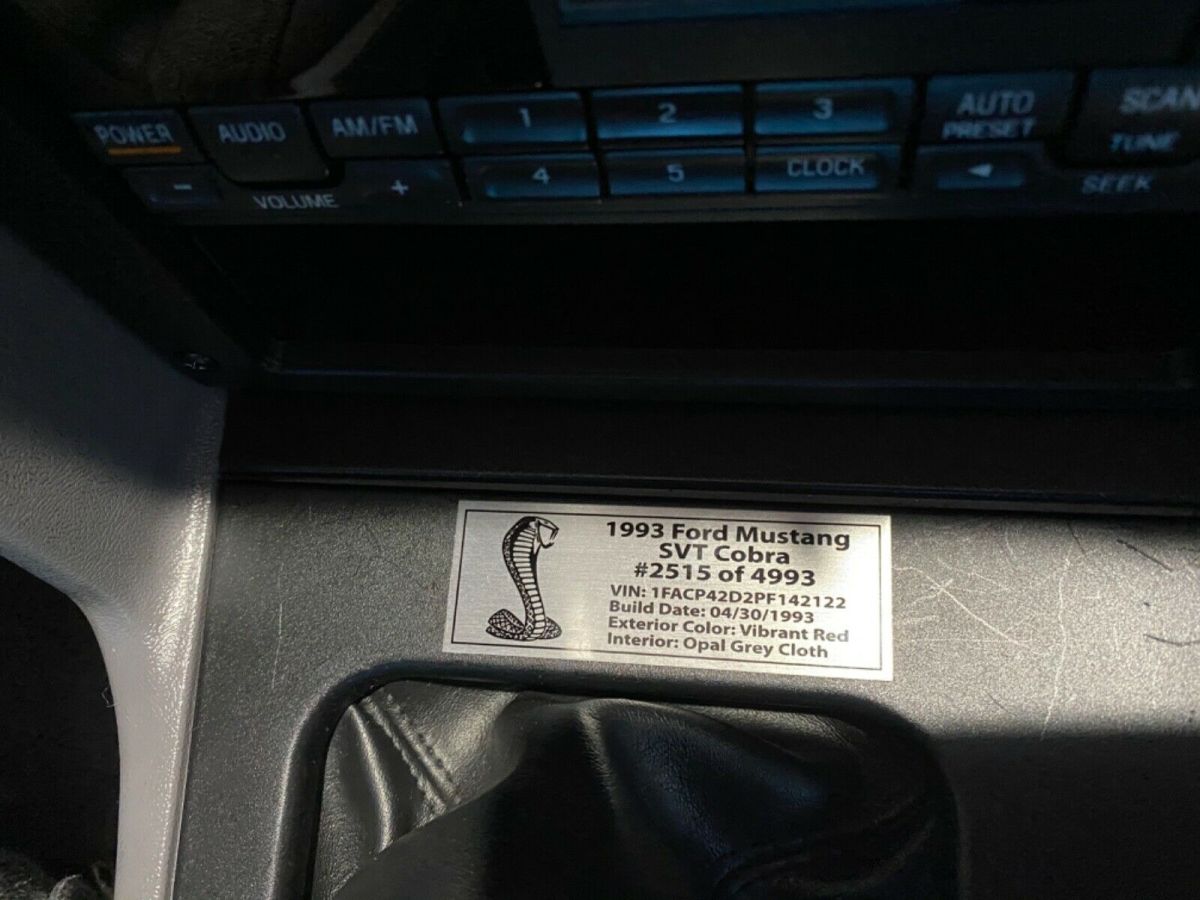 POWER AUDIO AM/FM 1 2 3 AUTO PRESET SCAN TUNE
- VOLUME + 4 5 CLOCK ◄ SEEK
1993 Ford Mustang
SVT Cobra
#2515 of 4993
VIN: 1FACP42D2PF142122
Build Date: 04/30/1993
Exterior Color: Vibrant Red
Interior: Opal Grey Cloth